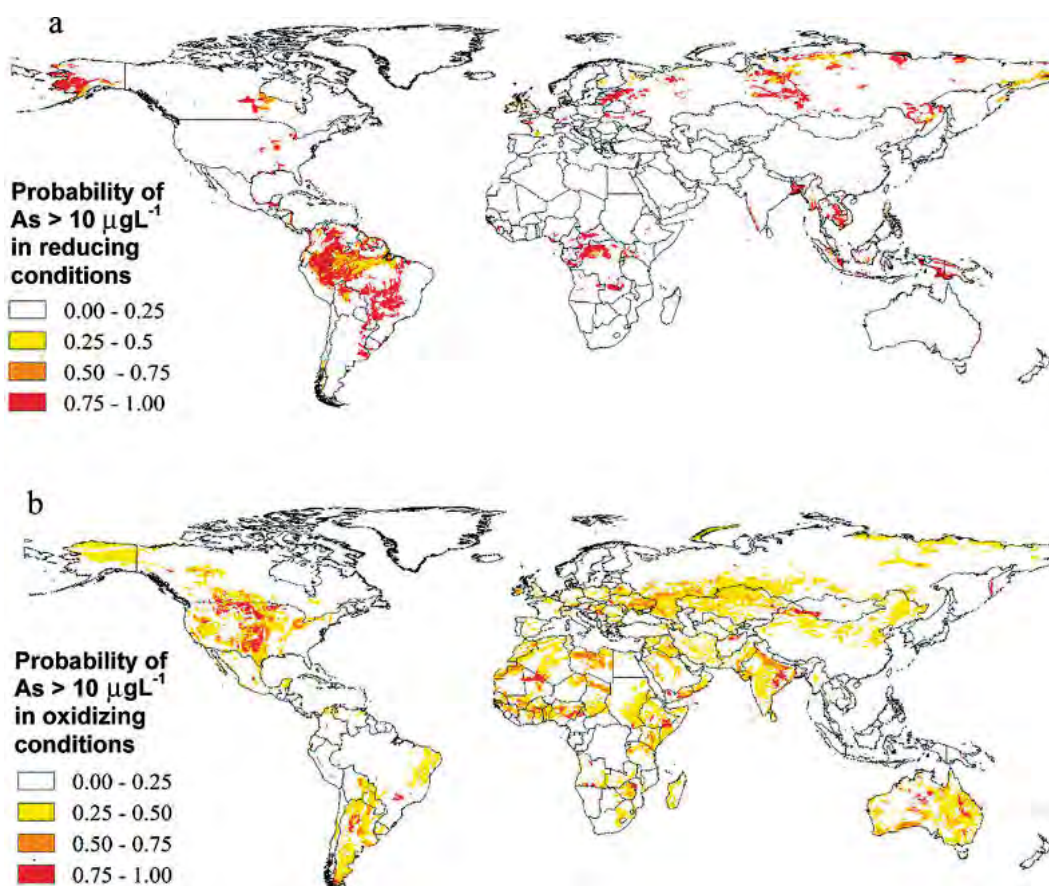 a
Probability of
As > 10 µgL⁻¹
in reducing
conditions
0.00 - 0.25
0.25 - 0.5
0.50 - 0.75
0.75 - 1.00
b
Probability of
As > 10 µgL⁻¹
in oxidizing
conditions
0.00 - 0.25
0.25 - 0.50
0.50 - 0.75
0.75 - 1.00